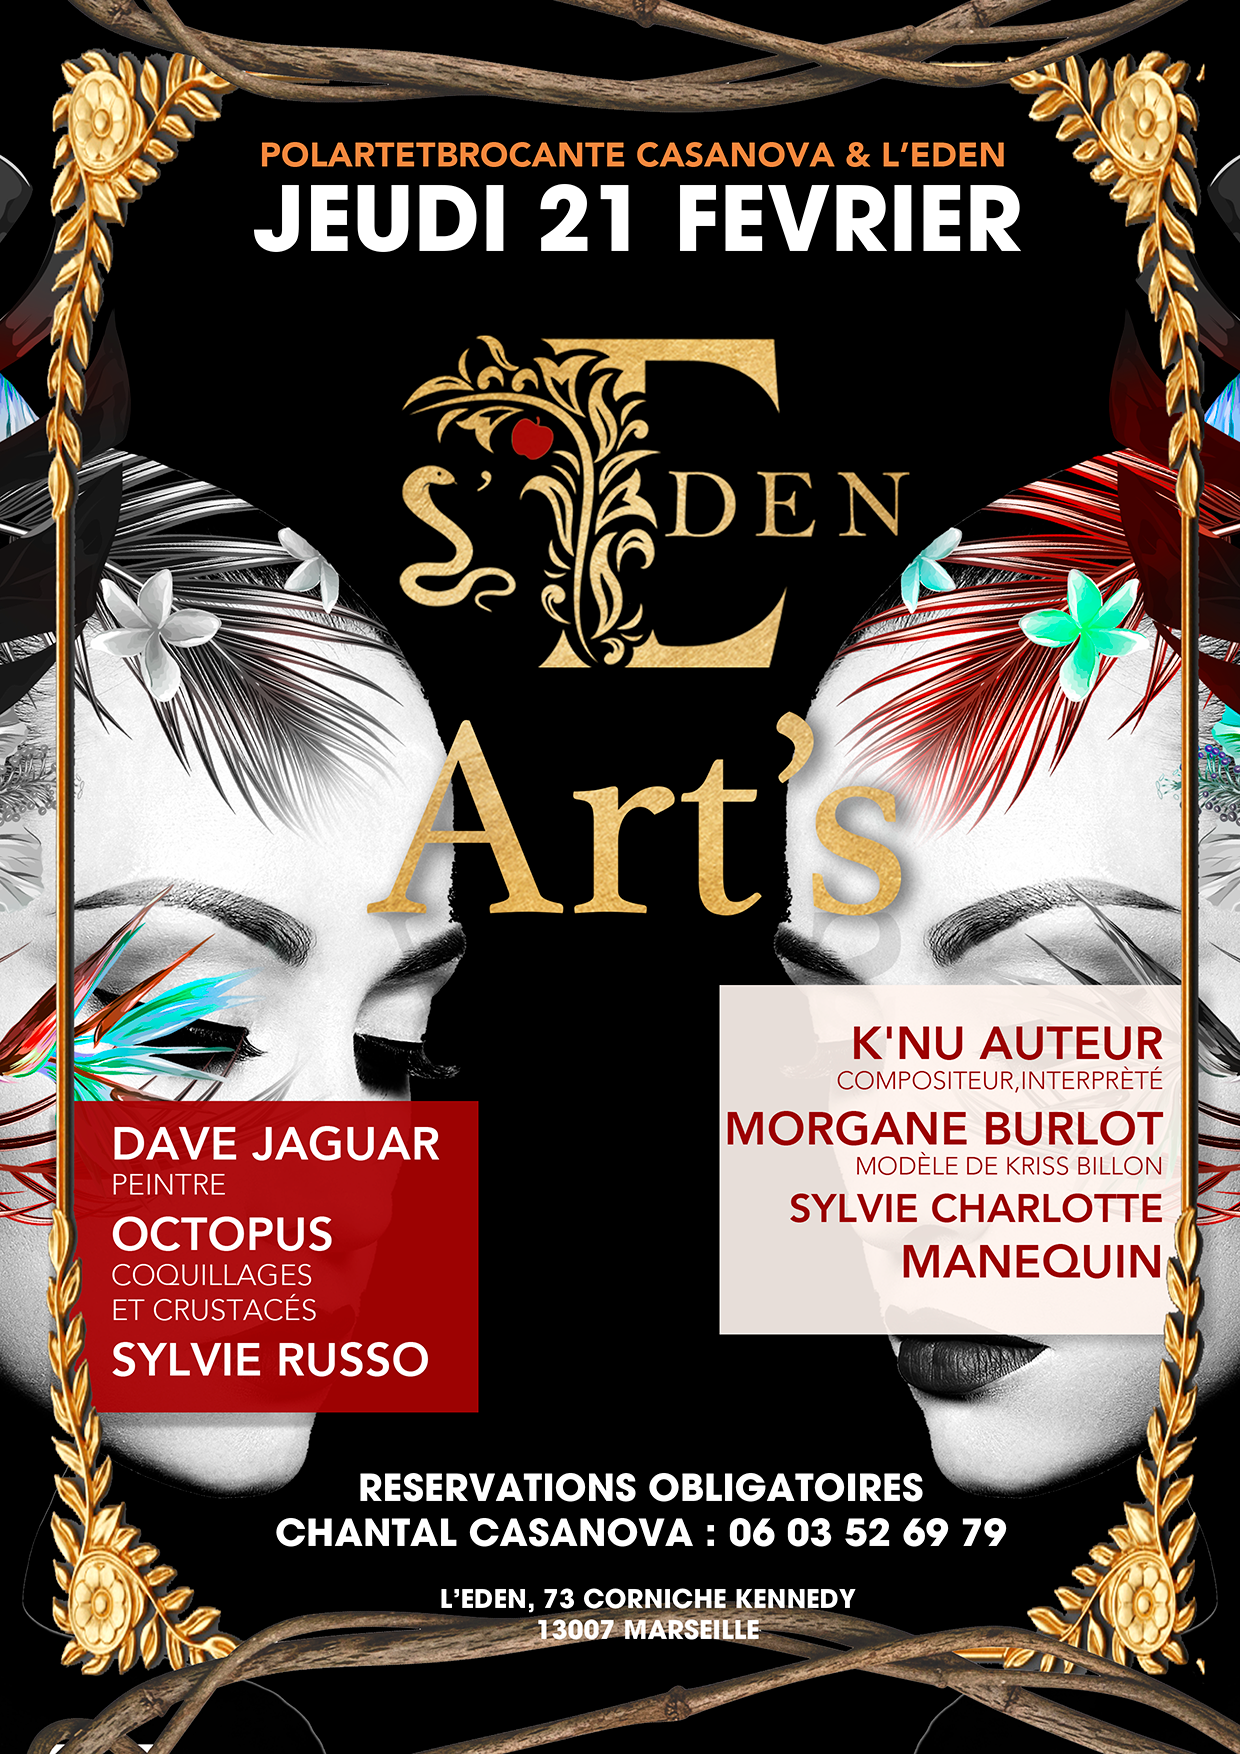 POLARTETBROCANTE CASANOVA & L'EDEN
JEUDI 21 FEVRIER
S'EDEN
Art's
DAVE JAGUAR
PEINTRE
OCTOPUS
COQUILLAGES
ET CRUSTACÉS
SYLVIE RUSSO
K'NU AUTEUR
COMPOSITEUR,INTERPRÈTÉ
MORGANE BURLOT
MODÈLE DE KRISS BILLON
SYLVIE CHARLOTTE
MANEQUIN
RESERVATIONS OBLIGATOIRES
CHANTAL CASANOVA : 06 03 52 69 79
L'EDEN, 73 CORNICHE KENNEDY
13007 MARSEILLE